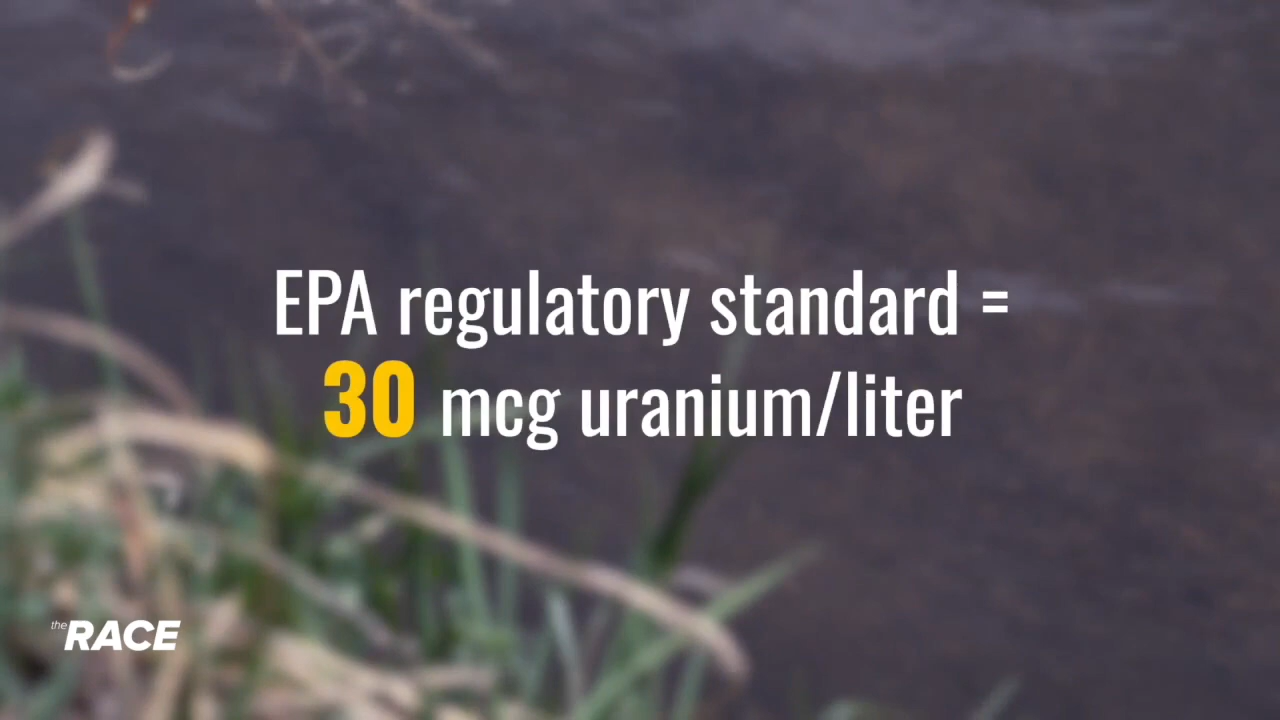 EPA regulatory standard =
30 mcg uranium/liter
the RACE